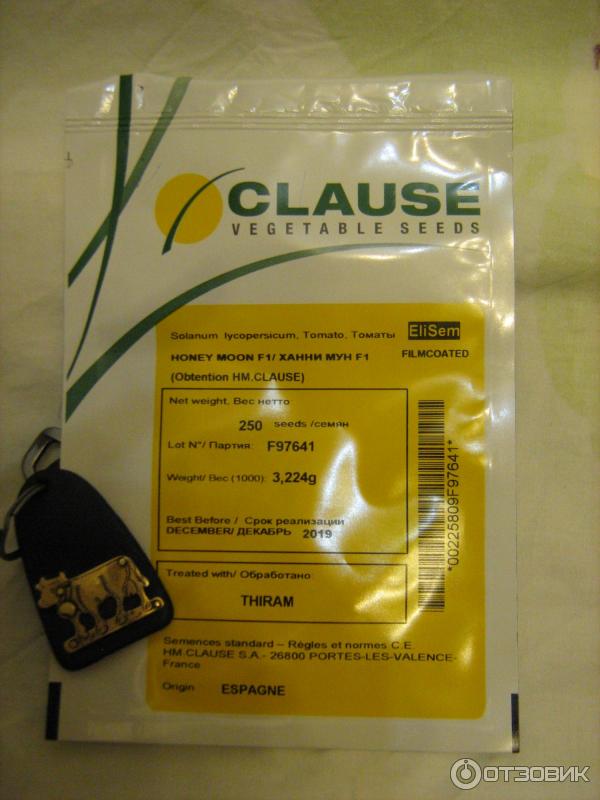 CLAUSE
VEGETABLE SEEDS
Solanum lycopersicum, Tomato, Томаты
EliSem
HONEY MOON F1/ ХАННИ МУН F1
FILMCOATED
(Obtention HM.CLAUSE)
Net weight, Вес нетто:
250 seeds /семян
Lot N°/ Партия: F97641
Weight/ Вес (1000): 3,224g
Best Before / Срок реализации
DECEMBER/ ДЕКАБРЬ 2019
*00225809F97641*
Treated with/ Обработано:
THIRAM
Semences standard – Règles et normes C.E.
HM.CLAUSE S.A.- 26800 PORTES-LES-VALENCE-
France
Origin ESPAGNE
ОТЗОВИК